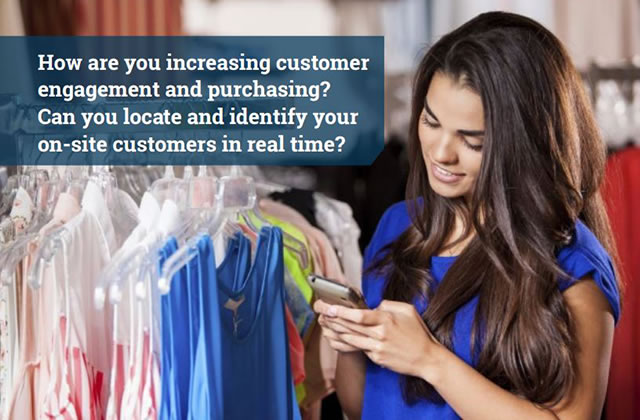 How are you increasing customer
engagement and purchasing?
Can you locate and identify your
on-site customers in real time?